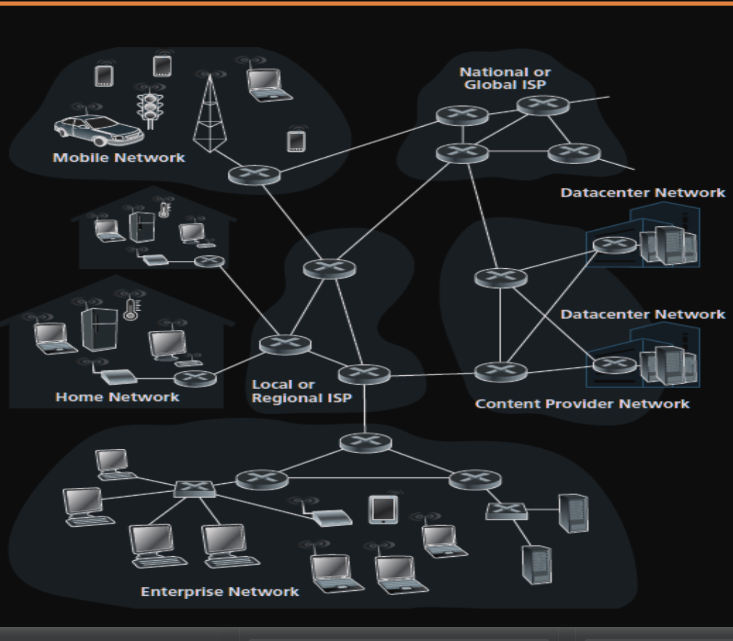 National or
Global ISP
Mobile Network
Datacenter Network
Datacenter Network
Home Network
Local or
Regional ISP
Content Provider Network
Enterprise Network